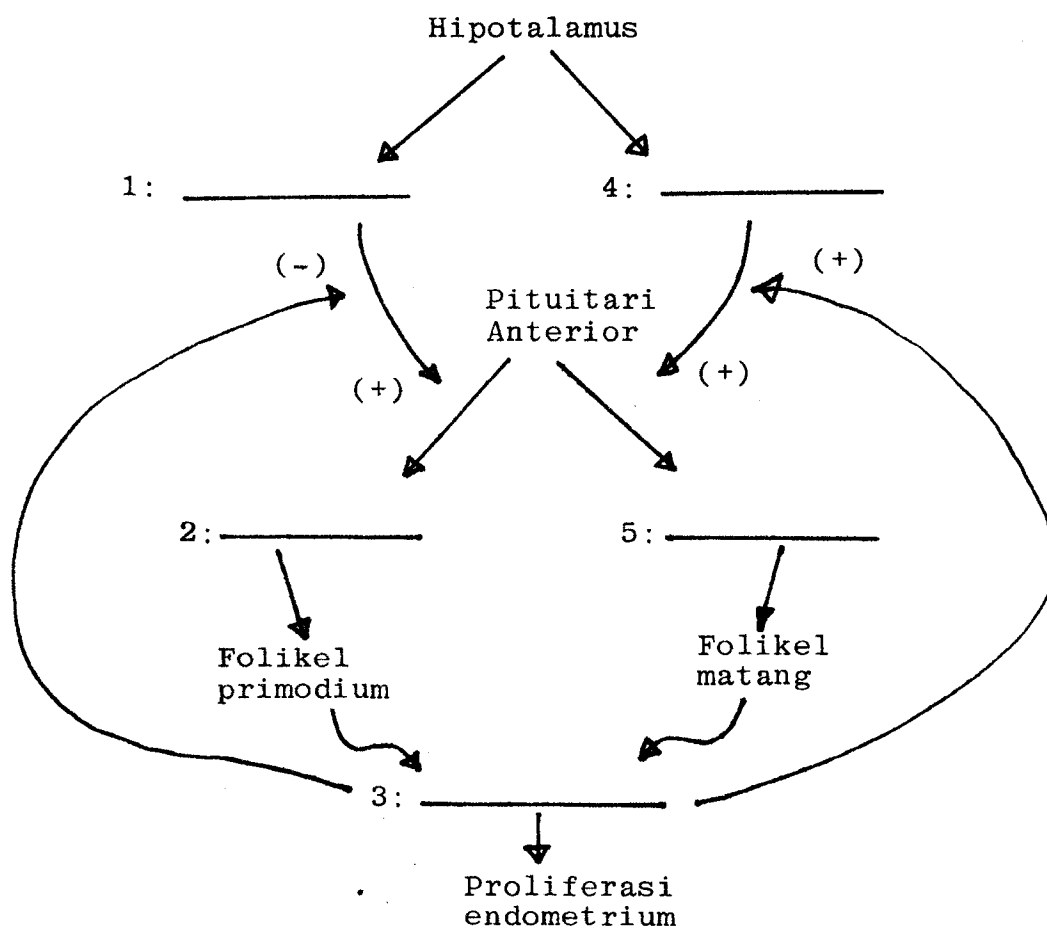 Hipotalamus
1:
4:
(-)
(+)
Pituitari
Anterior
(+)
(+)
2:
5:
Folikel
primodium
Folikel
matang
3:
Proliferasi
endometrium